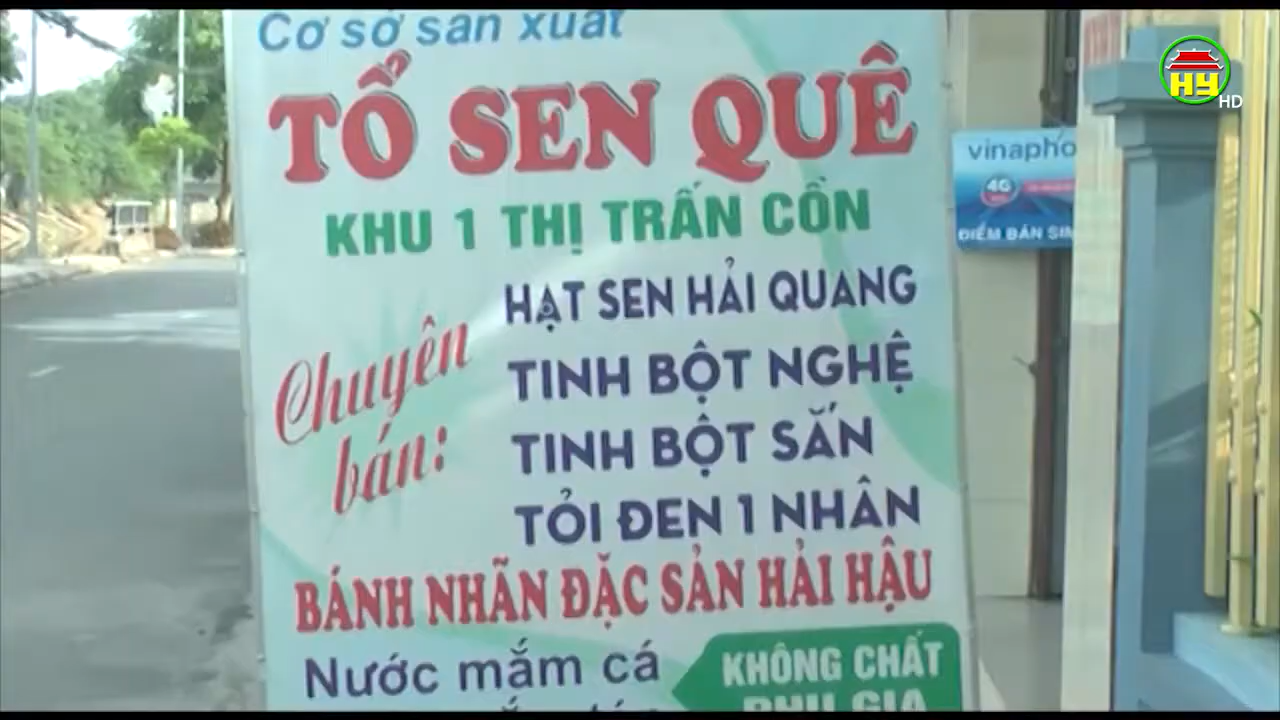 Cơ sở sản xuất
TỔ SEN QUÊ
KHU 1 THỊ TRẤN CỒN
Chuyên bán:
HẠT SEN HẢI QUANG
TINH BỘT NGHỆ
TINH BỘT SẮN
TỎI ĐEN 1 NHÂN
BÁNH NHÃN ĐẶC SẢN HẢI HẬU
Nước mắm cá
KHÔNG CHẤT
PHỤ GIA
vinapho
4G
ĐIỂM BÁN SIM
HY
HD